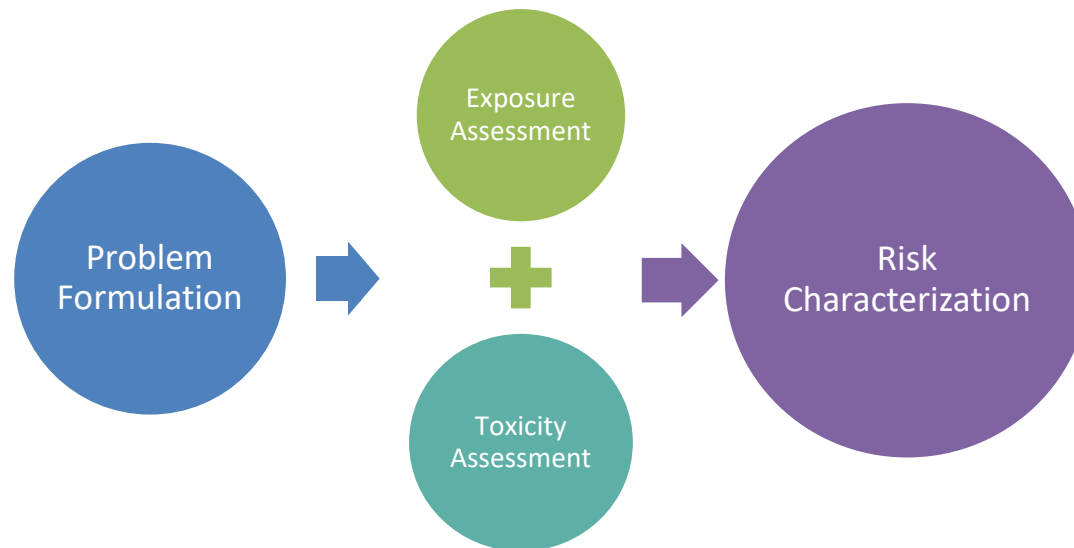 Problem
Formulation
Exposure
Assessment
Toxicity
Assessment
Risk
Characterization